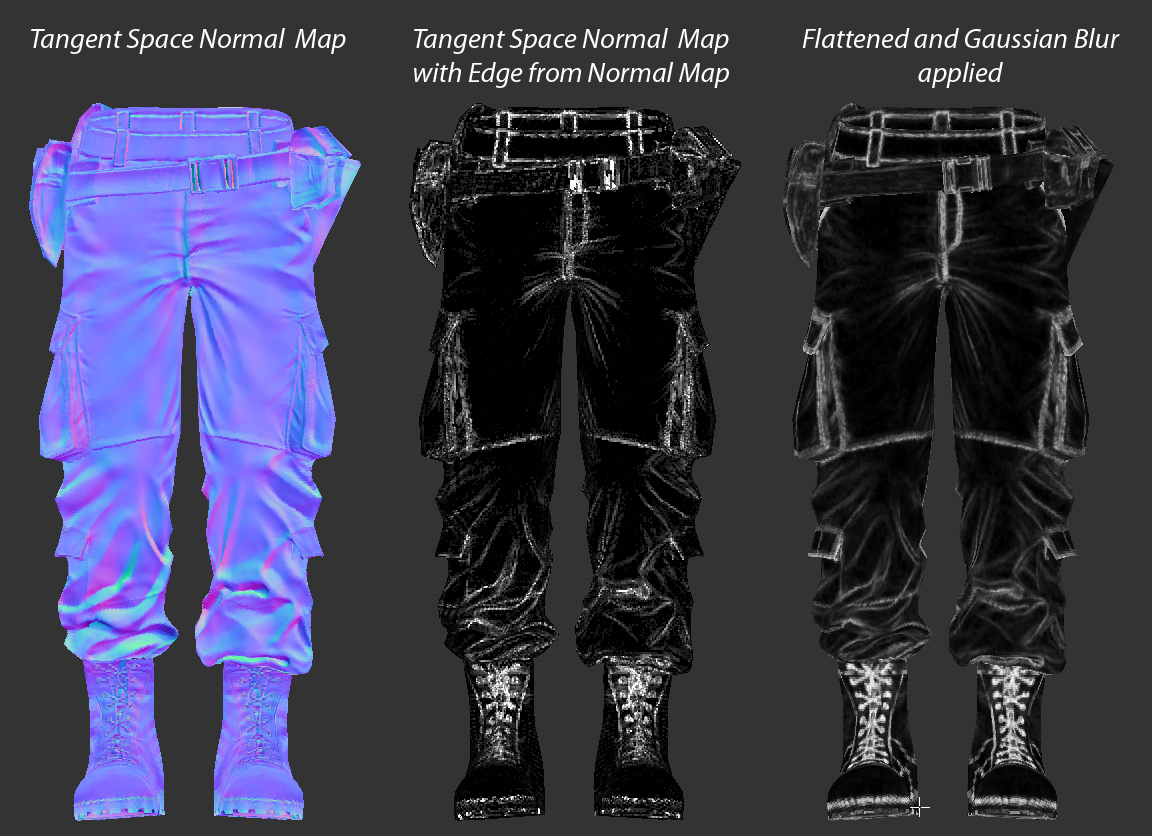 Tangent Space Normal Map
Tangent Space Normal Map
with Edge from Normal Map
Flattened and Gaussian Blur
applied